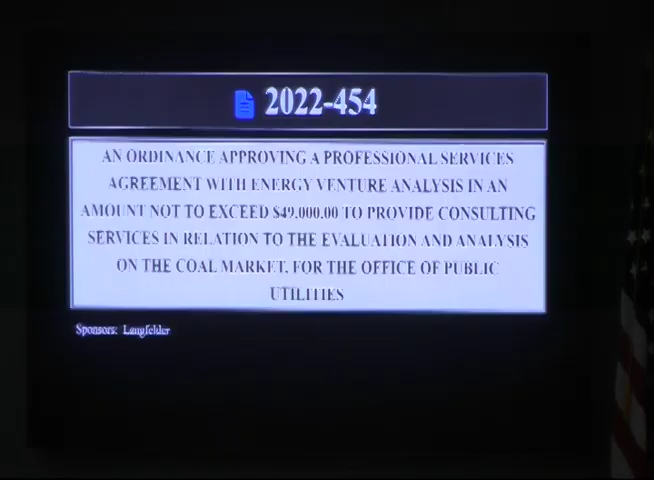 2022-454
AN ORDINANCE APPROVING A PROFESSIONAL SERVICES
AGREEMENT WITH ENERGY VENTURE ANALYSIS IN AN
AMOUNT NOT TO EXCEED $49,000.00 TO PROVIDE CONSULTING
SERVICES IN RELATION TO THE EVALUATION AND ANALYSIS
ON THE COAL MARKET, FOR THE OFFICE OF PUBLIC
UTILITIES
Sponsors: Langfelder